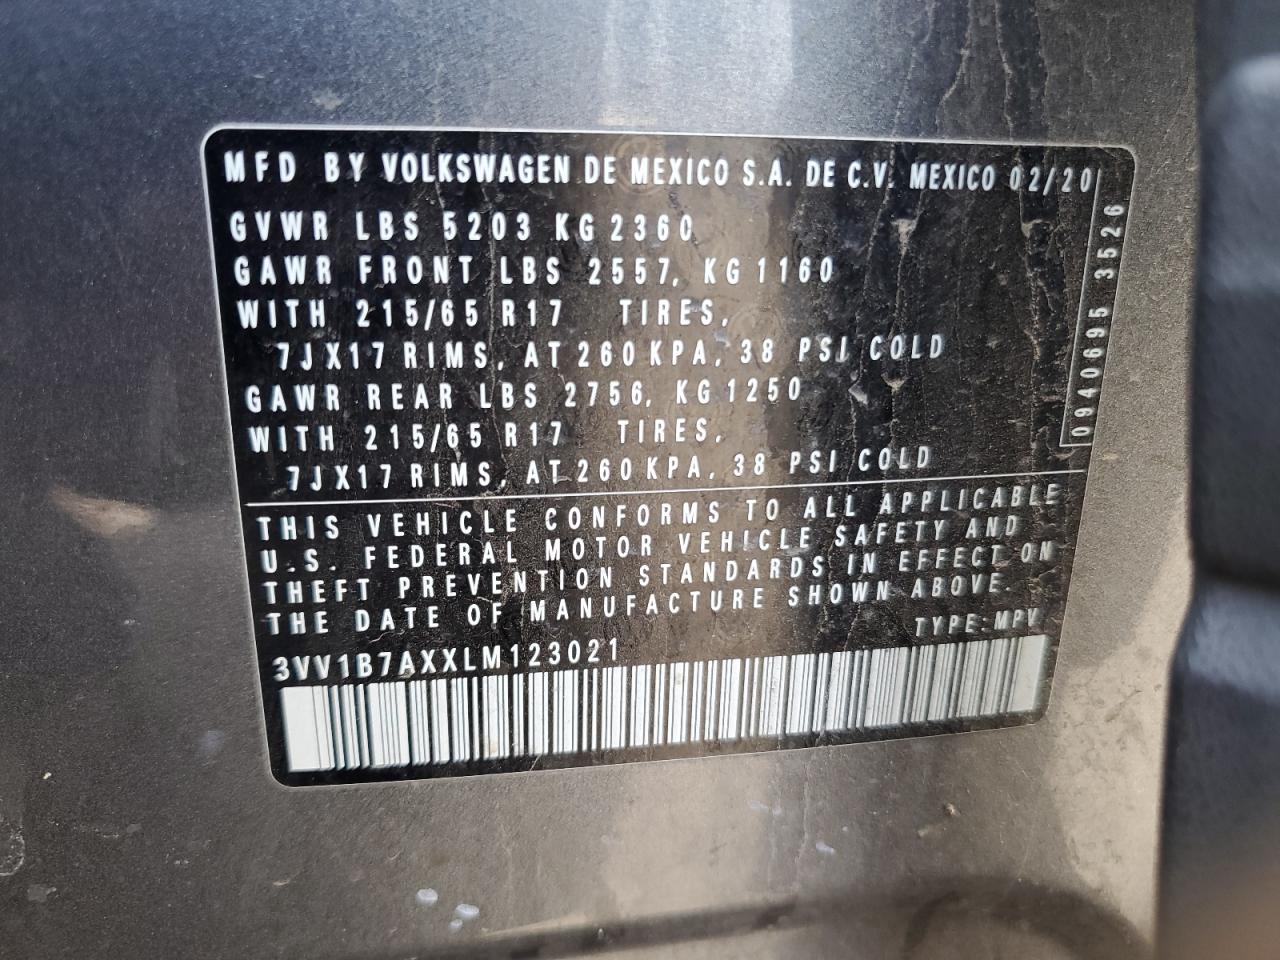 MFD BY VOLKSWAGEN DE MEXICO S.A. DE C.V. MEXICO 02/20
GVWR LBS 5203 KG 2360
GAWR FRONT LBS 2557, KG 1160
WITH 215/65 R17 TIRES,
7JX17 RIMS, AT 260 KPA, 38 PSI COLD
GAWR REAR LBS 2756, KG 1250
WITH 215/65 R17 TIRES,
7JX17 RIMS, AT 260 KPA, 38 PSI COLD
0940695 3526
THIS VEHICLE CONFORMS TO ALL APPLICABLE
U.S. FEDERAL MOTOR VEHICLE SAFETY AND
THEFT PREVENTION STANDARDS IN EFFECT ON
THE DATE OF MANUFACTURE SHOWN ABOVE.
TYPE: MPV
3VV1B7AXXLM123021